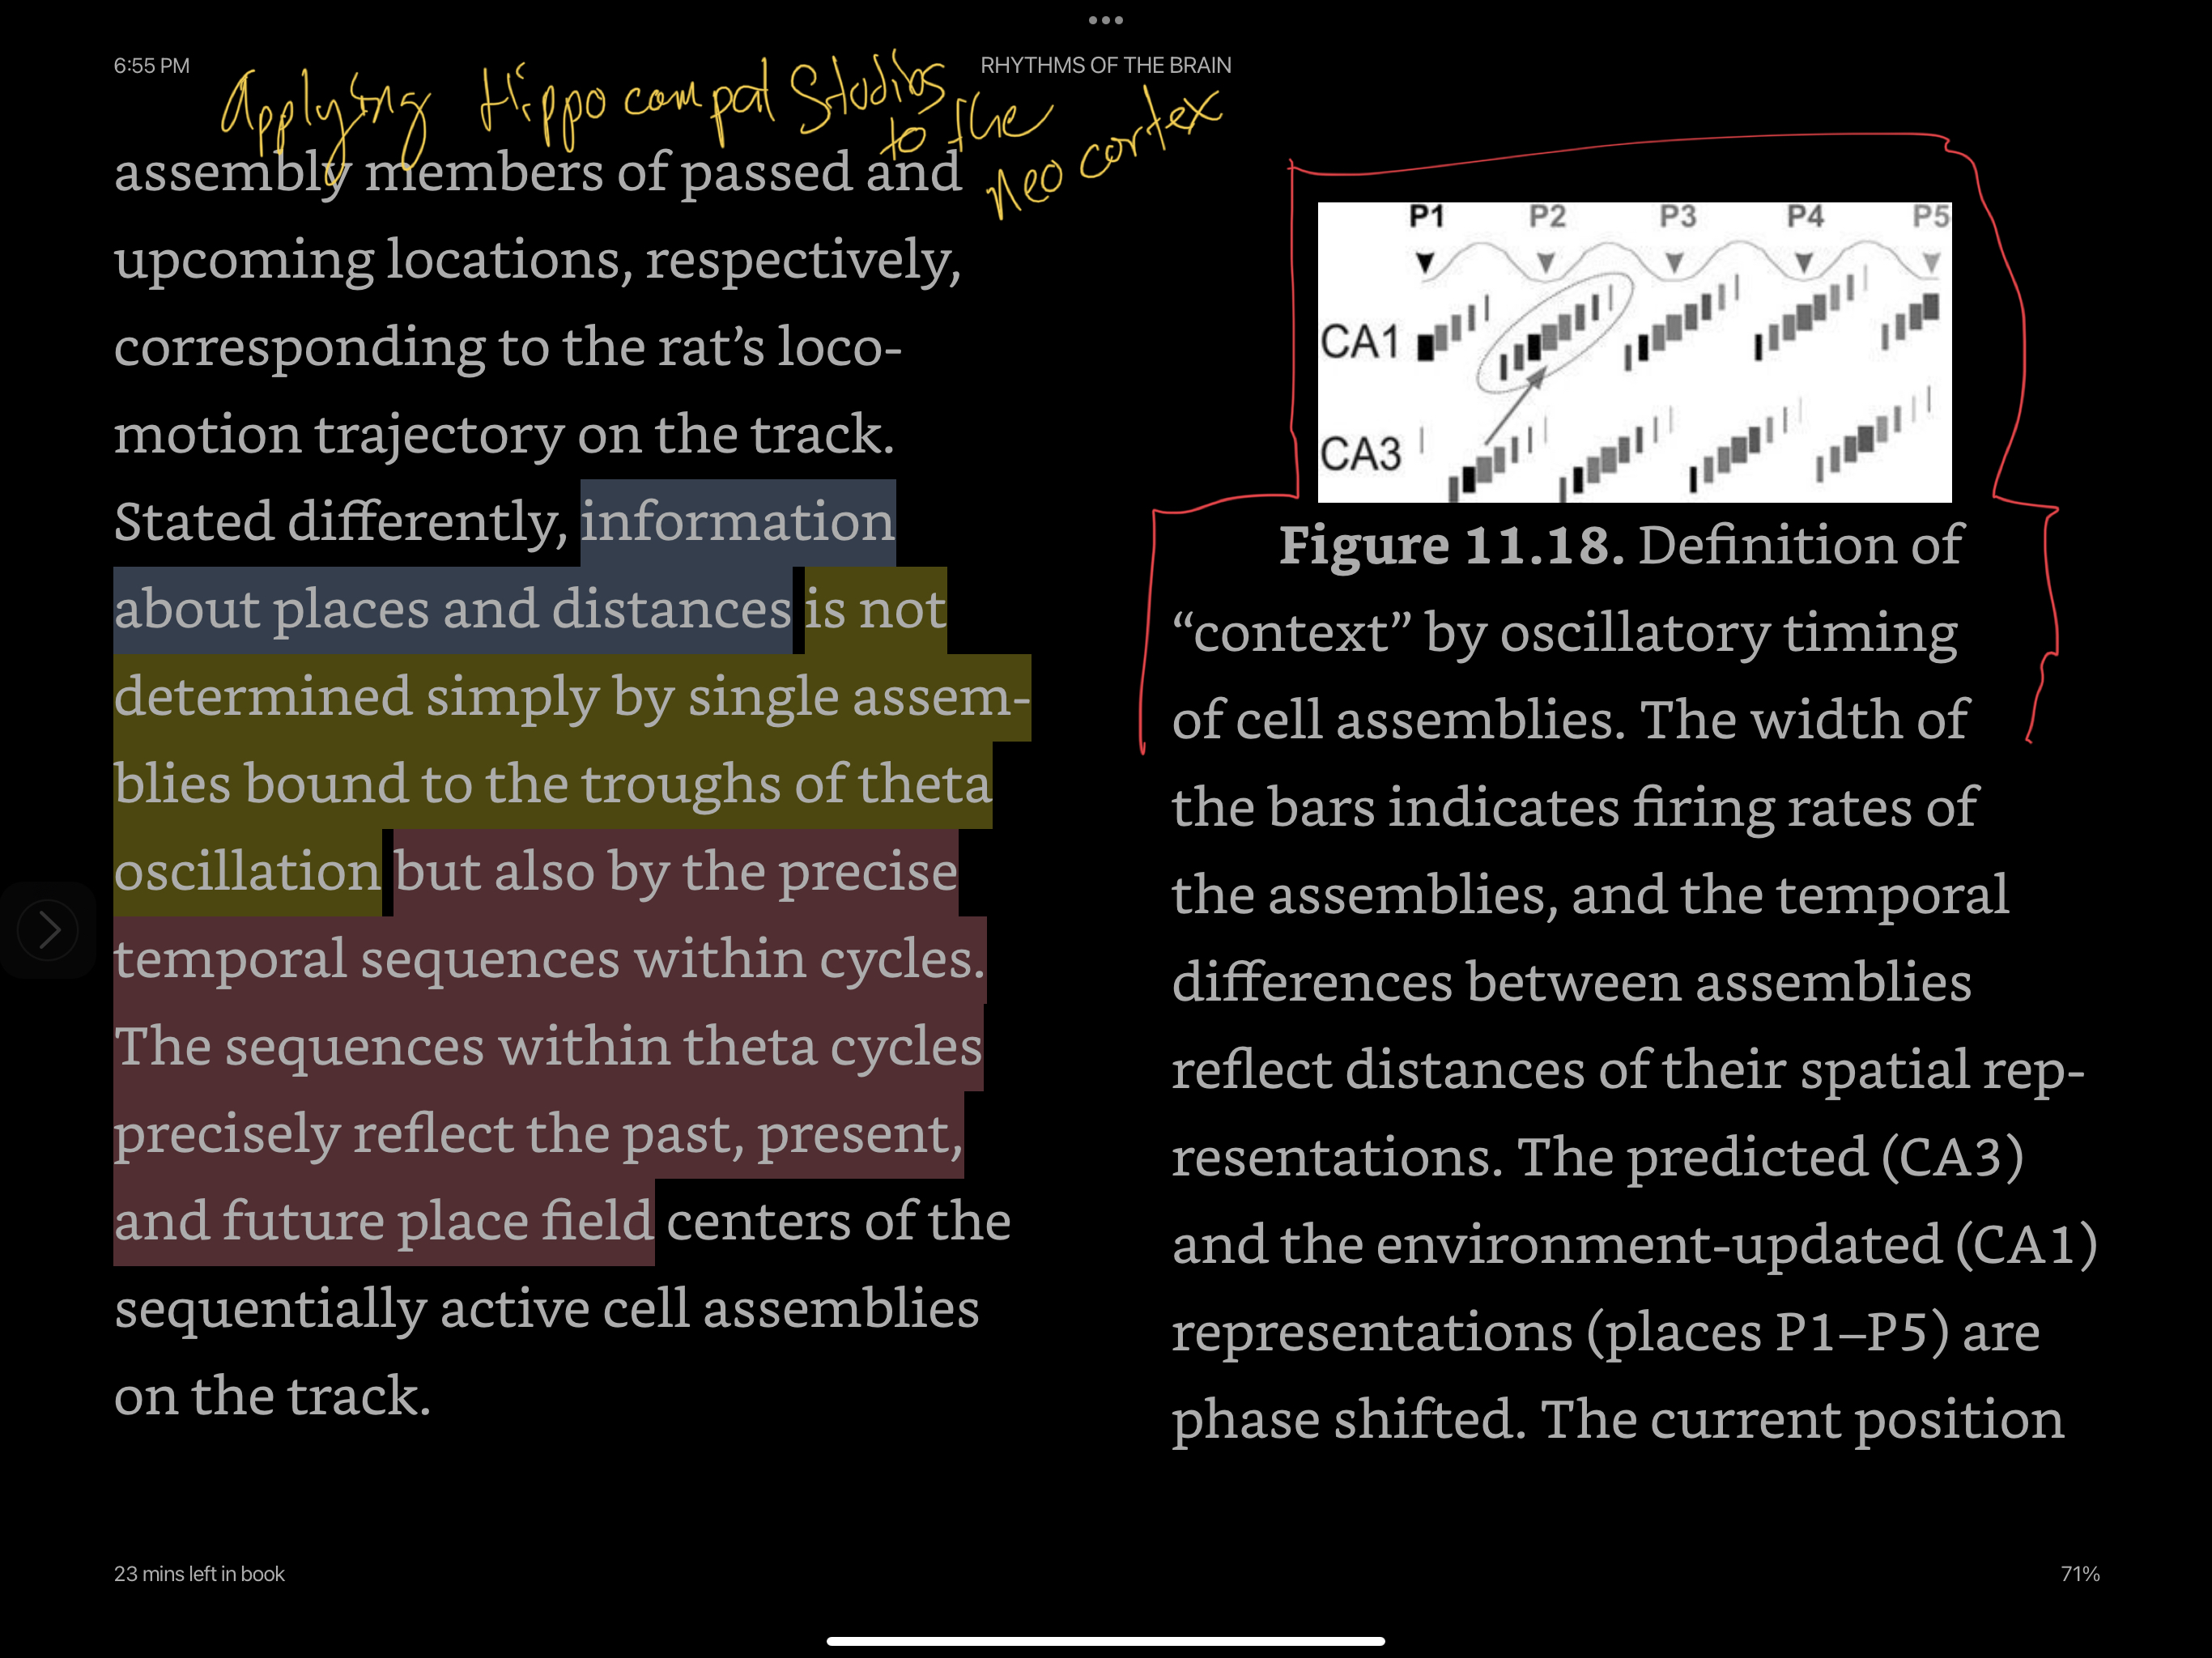 6:55 PM
RHYTHMS OF THE BRAIN
Applying Hippocampal Studies
to the
neo cortex
assembly members of passed and
upcoming locations, respectively,
corresponding to the rat’s loco-
motion trajectory on the track.
Stated differently, information
about places and distances is not
determined simply by single assem-
blies bound to the troughs of theta
oscillation but also by the precise
temporal sequences within cycles.
The sequences within theta cycles
precisely reflect the past, present,
and future place field centers of the
sequentially active cell assemblies
on the track.
P1 P2 P3 P4 P5
CA1
CA3
Figure 11.18. Definition of
“context” by oscillatory timing
of cell assemblies. The width of
the bars indicates firing rates of
the assemblies, and the temporal
differences between assemblies
reflect distances of their spatial rep-
resentations. The predicted (CA3)
and the environment-updated (CA1)
representations (places P1–P5) are
phase shifted. The current position
23 mins left in book
71%